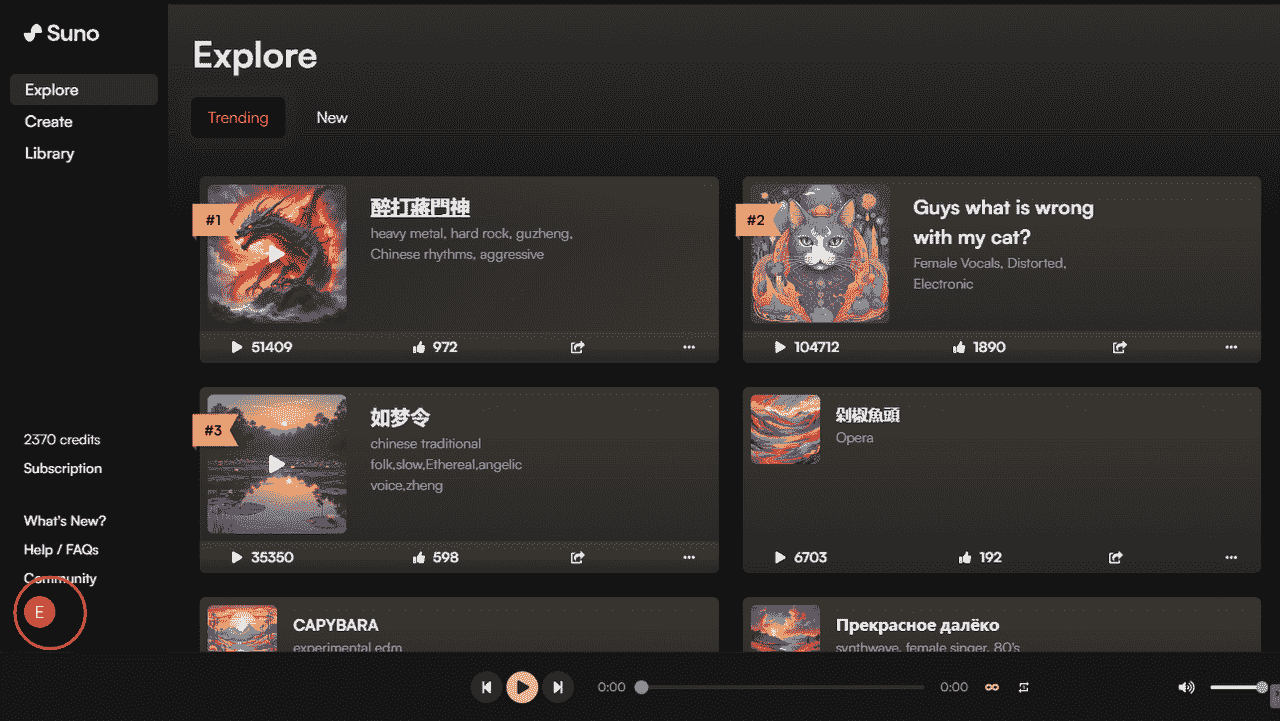 Suno
Explore
Create
Library
2370 credits
Subscription
What's New?
Help / FAQs
Community
E
Explore
Trending
New
#1
醉打蔣門神
heavy metal, hard rock, guzheng,
Chinese rhythms, aggressive
51409
972
#2
Guys what is wrong
with my cat?
Female Vocals, Distorted,
Electronic
104712
1890
#3
如梦令
chinese traditional
folk,slow,Ethereal,angelic
voice,zheng
35350
598
剁椒魚頭
Opera
6703
192
CAPYBARA
experimental edm
Прекрасное далёко
synthwave, female singer, 80's
0:00
0:00